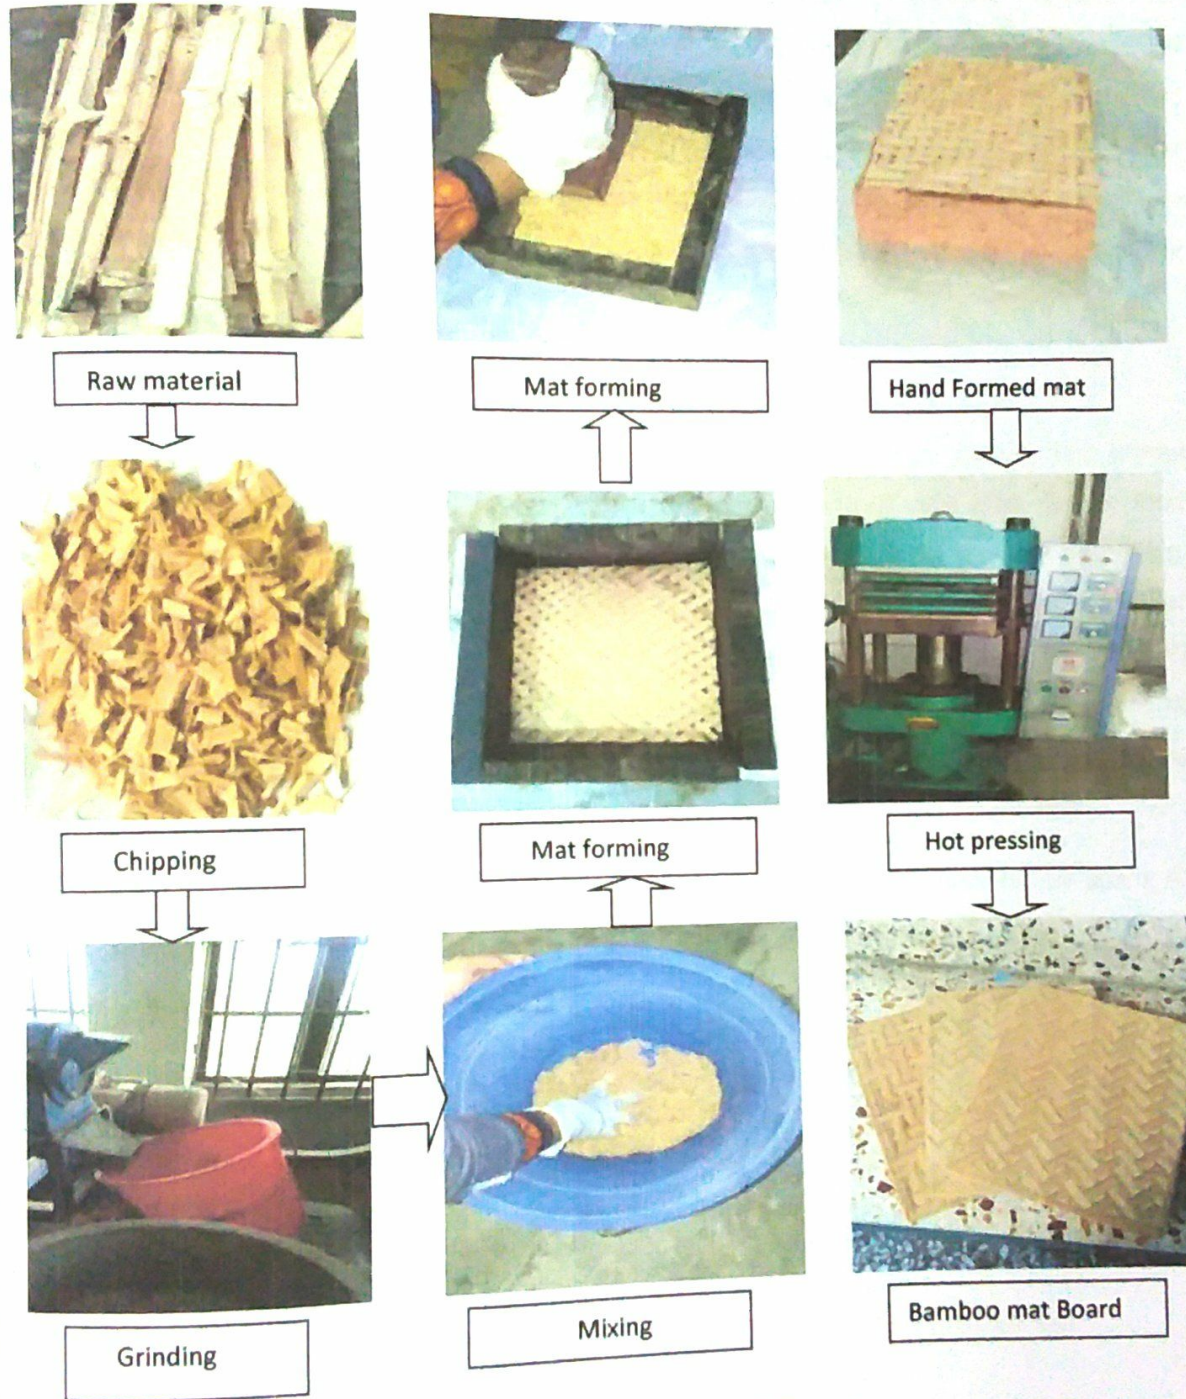 Raw material
Chipping
Grinding
Mixing
Mat forming
Mat forming
Hand Formed mat
Hot pressing
Bamboo mat Board